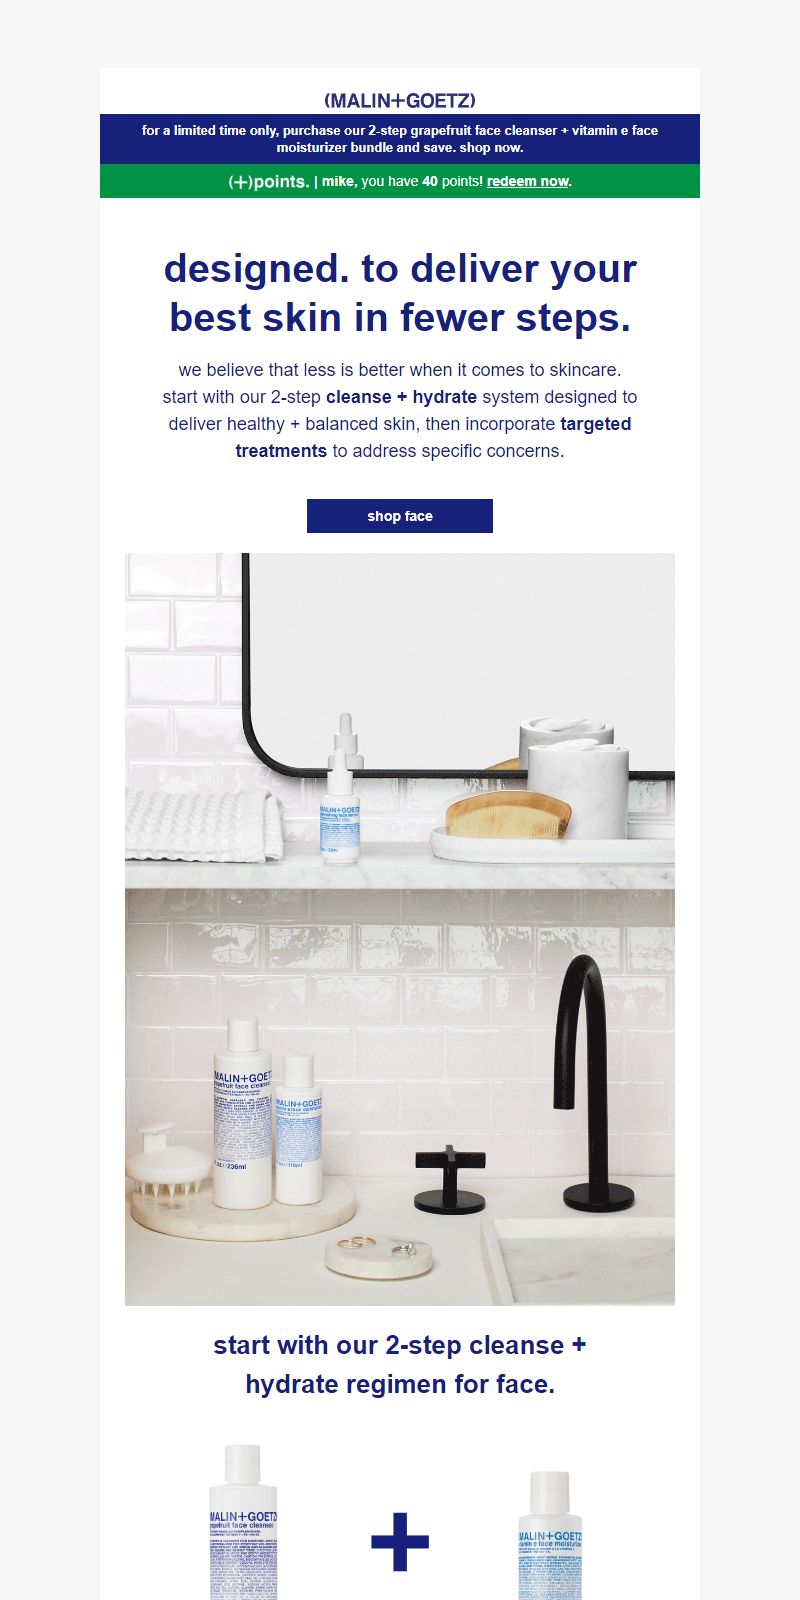 (MALIN+GOETZ)
for a limited time only, purchase our 2-step grapefruit face cleanser + vitamin e face
moisturizer bundle and save. shop now.
(+)points. | mike, you have 40 points! redeem now.
designed. to deliver your
best skin in fewer steps.
we believe that less is better when it comes to skincare.
start with our 2-step cleanse + hydrate system designed to
deliver healthy + balanced skin, then incorporate targeted
treatments to address specific concerns.
shop face
MALIN+GOETZ
MALIN+GOETZ
grapefruit face cleanser
236ml
MALIN+GOETZ
vitamin e face moisturizer
118ml
start with our 2-step cleanse +
hydrate regimen for face.
MALIN+GOETZ
grapefruit face cleanser.
+
MALIN+GOETZ
vitamin e face moisturizer